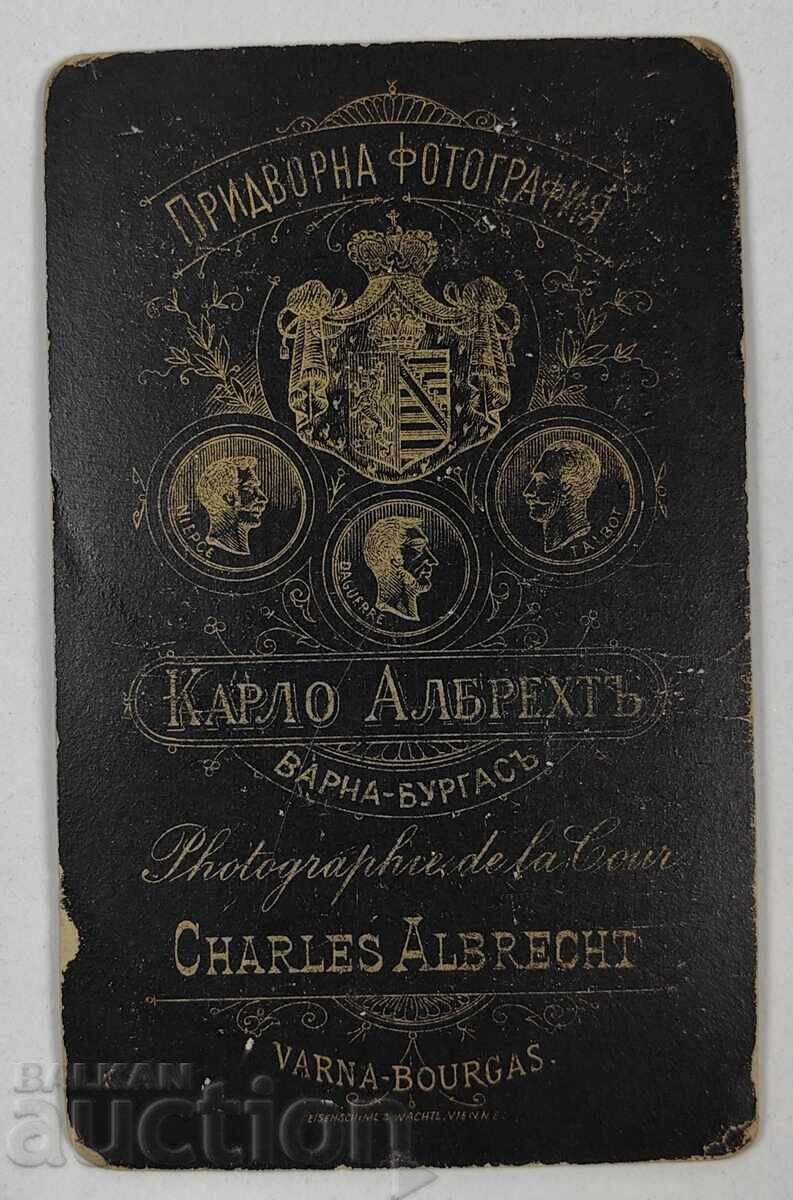 ПРИДВОРНА ФОТОГРАФИЯ
NIEPCE
DAGUERRE
TALBOT
КАРЛО АЛБРЕХТЪ
ВАРНА-БУРГАСЪ
Photographie de la Cour
CHARLES ALBRECHT
VARNA-BOURGAS.
EISENSCHIML & WACHTL, VIENNE.
BALKAN
auction